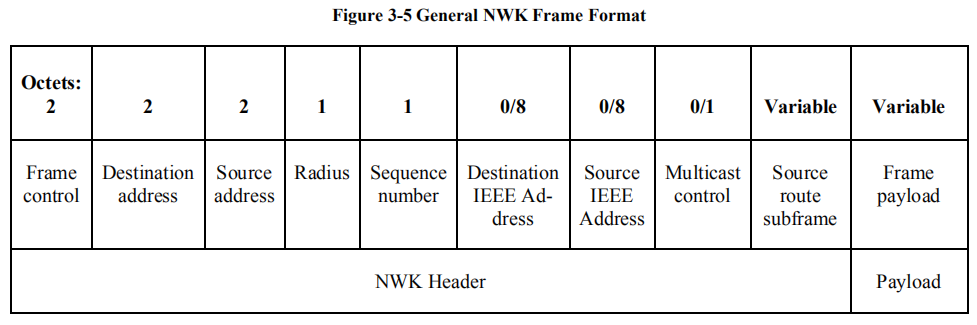 Figure 3-5 General NWK Frame Format
Octets:
2 2 2 1 1 0/8 0/8 0/1 Variable Variable
Frame control Destination address Source address Radius Sequence number Destination IEEE Ad-dress Source IEEE Address Multicast control Source route subframe Frame payload
NWK Header Payload